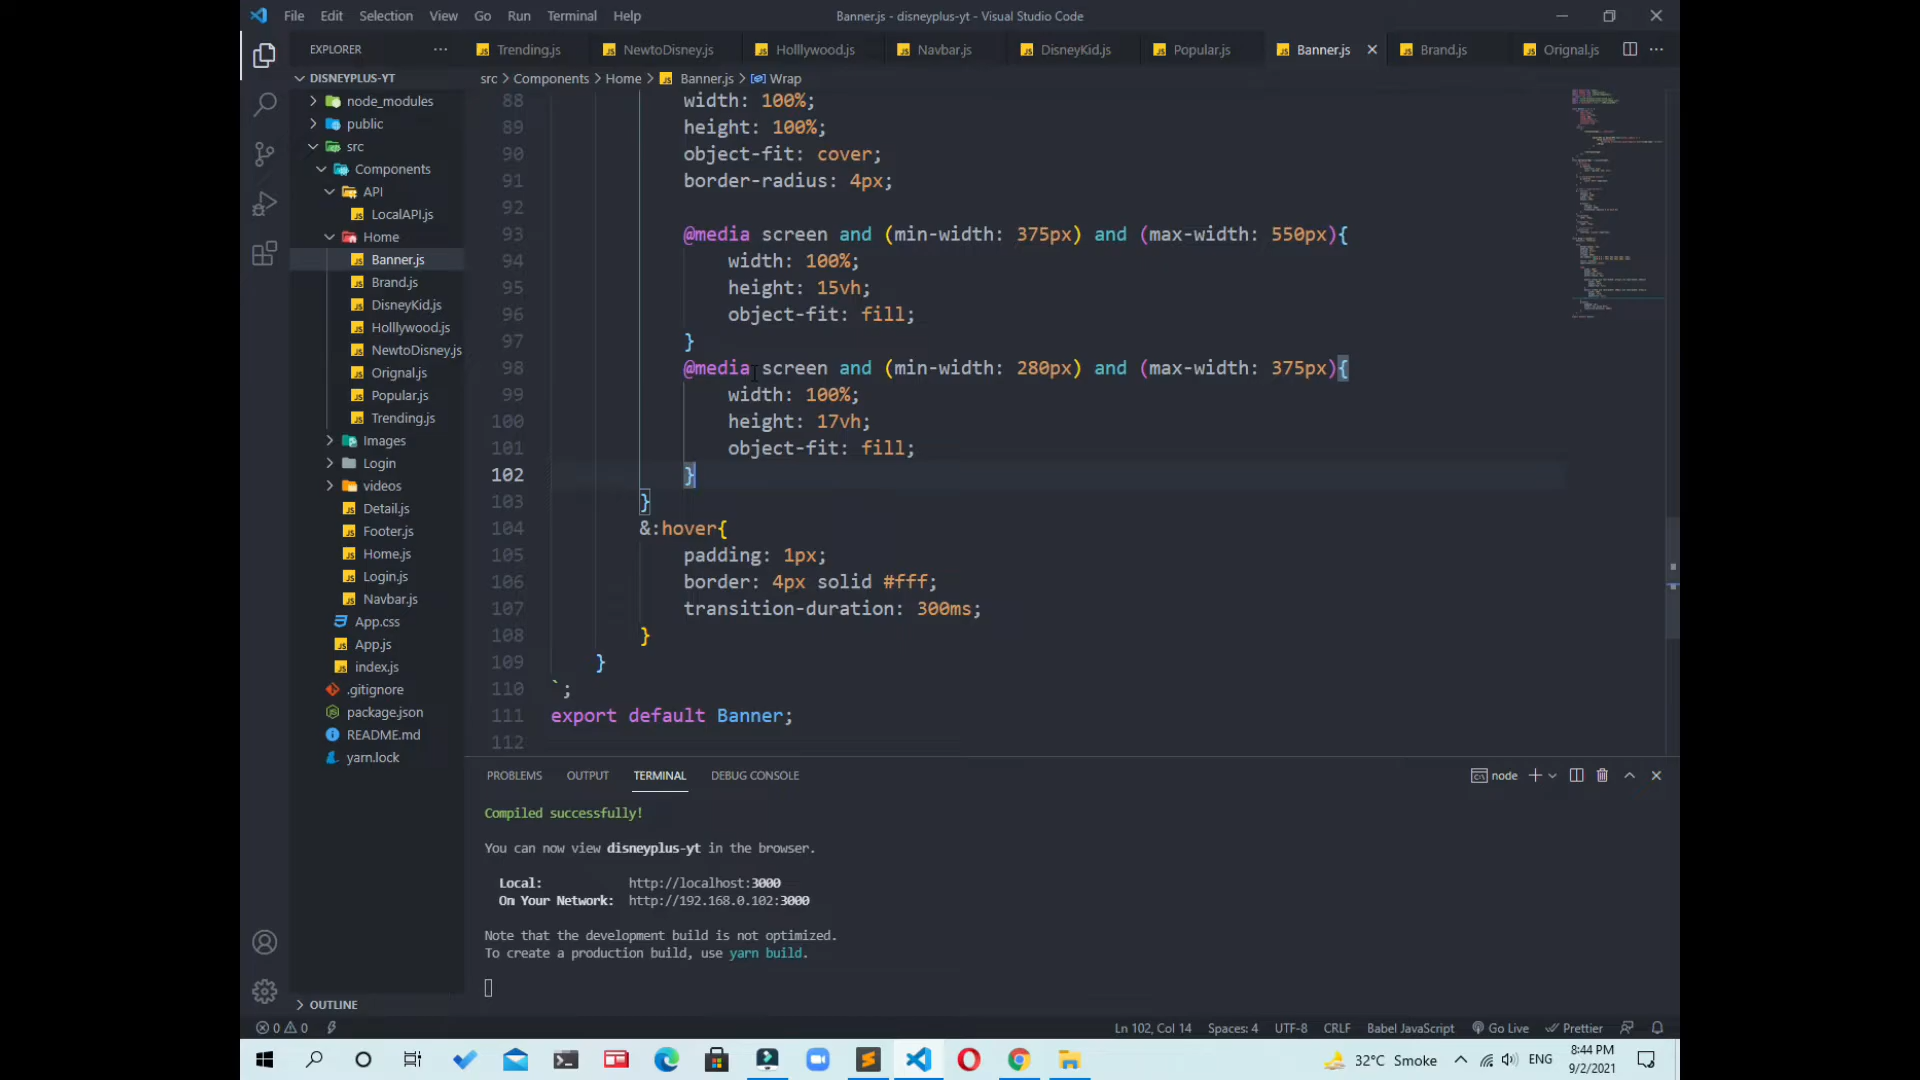 File Edit Selection View Go Run Terminal Help
Banner.js - disneyplus-yt - Visual Studio Code
EXPLORER
Trending.js NewtoDisney.js Holllywood.js Navbar.js DisneyKid.js Popular.js Banner.js Brand.js Orignal.js
src > Components > Home > Banner.js > Wrap
DISNEYPLUS-YT
node_modules
public
src
Components
API
LocalAPI.js
Home
Banner.js
Brand.js
DisneyKid.js
Holllywood.js
NewtoDisney.js
Orignal.js
Popular.js
Trending.js
Images
Login
videos
Detail.js
Footer.js
Home.js
Login.js
Navbar.js
App.css
App.js
index.js
.gitignore
package.json
README.md
yarn.lock
OUTLINE
88 width: 100%;
89 height: 100%;
90 object-fit: cover;
91 border-radius: 4px;
92
93 @media screen and (min-width: 375px) and (max-width: 550px){
94 width: 100%;
95 height: 15vh;
96 object-fit: fill;
97 }
98 @media screen and (min-width: 280px) and (max-width: 375px){
99 width: 100%;
100 height: 17vh;
101 object-fit: fill;
102 }
103 }
104 &:hover{
105 padding: 1px;
106 border: 4px solid #fff;
107 transition-duration: 300ms;
108 }
109 }
110 `;
111 export default Banner;
112
PROBLEMS OUTPUT TERMINAL DEBUG CONSOLE
node
Compiled successfully!
You can now view disneyplus-yt in the browser.
Local: http://localhost:3000
On Your Network: http://192.168.0.102:3000
Note that the development build is not optimized.
To create a production build, use yarn build.
0 0
Ln 102, Col 14 Spaces: 4 UTF-8 CRLF Babel JavaScript Go Live Prettier
32°C Smoke ENG 8:44 PM
9/2/2021